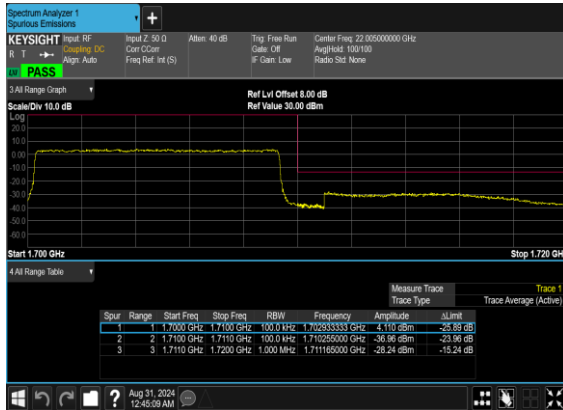 Spectrum Analyzer 1
Spurious Emissions
KEYSIGHT Input: RF Input Z: 50 Ω Atten: 40 dB Trig: Free Run Center Freq: 22.005000000 GHz
R T Coupling: DC Corr CCorr Gate: Off Avg|Hold: 100/100
Align: Auto Freq Ref: Int (S) IF Gain: Low Radio Std: None
PASS
3 All Range Graph Ref Lvl Offset 8.00 dB
Scale/Div 10.0 dB Ref Value 30.00 dBm
Log
20.0
10.0
0.00
-10.0
-20.0
-30.0
-40.0
-50.0
-60.0
Start 1.700 GHz Stop 1.720 GH
4 All Range Table
Measure Trace Trace 1
Trace Type Trace Average (Active)
Spur Range Start Freq Stop Freq RBW Frequency Amplitude ΔLimit
1 1 1.7000 GHz 1.7100 GHz 100.0 kHz 1.702933333 GHz 4.110 dBm -25.89 dB
2 2 1.7100 GHz 1.7110 GHz 100.0 kHz 1.710255000 GHz -36.96 dBm -23.96 dB
3 3 1.7110 GHz 1.7200 GHz 1.000 MHz 1.711165000 GHz -28.24 dBm -15.24 dB
? Aug 31, 2024
12:45:09 AM